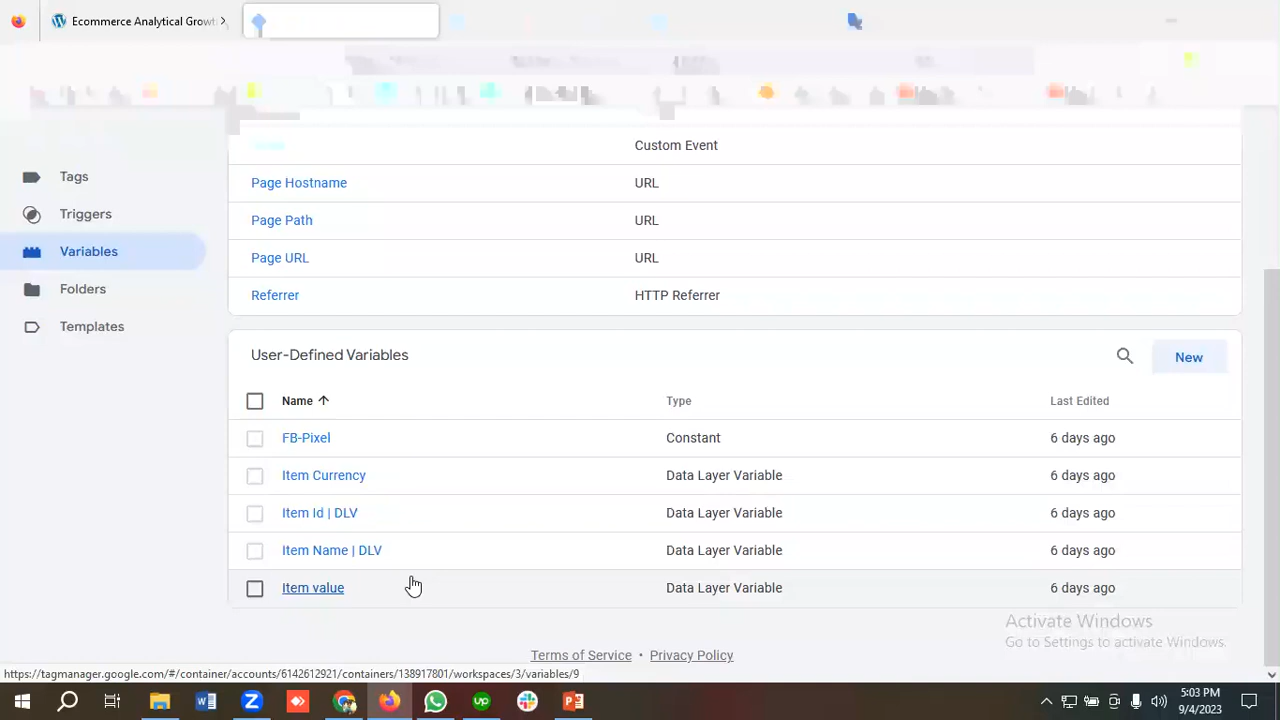 Ecommerce Analytical Growt
Custom Event
Page Hostname URL
Page Path URL
Page URL URL
Referrer HTTP Referrer
Tags
Triggers
Variables
Folders
Templates
User-Defined Variables New
Name Type Last Edited
FB-Pixel Constant 6 days ago
Item Currency Data Layer Variable 6 days ago
Item Id | DLV Data Layer Variable 6 days ago
Item Name | DLV Data Layer Variable 6 days ago
Item value Data Layer Variable 6 days ago
Activate Windows
Go to Settings to activate Windows.
Terms of Service • Privacy Policy
https://tagmanager.google.com/#/container/accounts/6142612921/containers/138917801/workspaces/3/variables/9
5:03 PM
9/4/2023